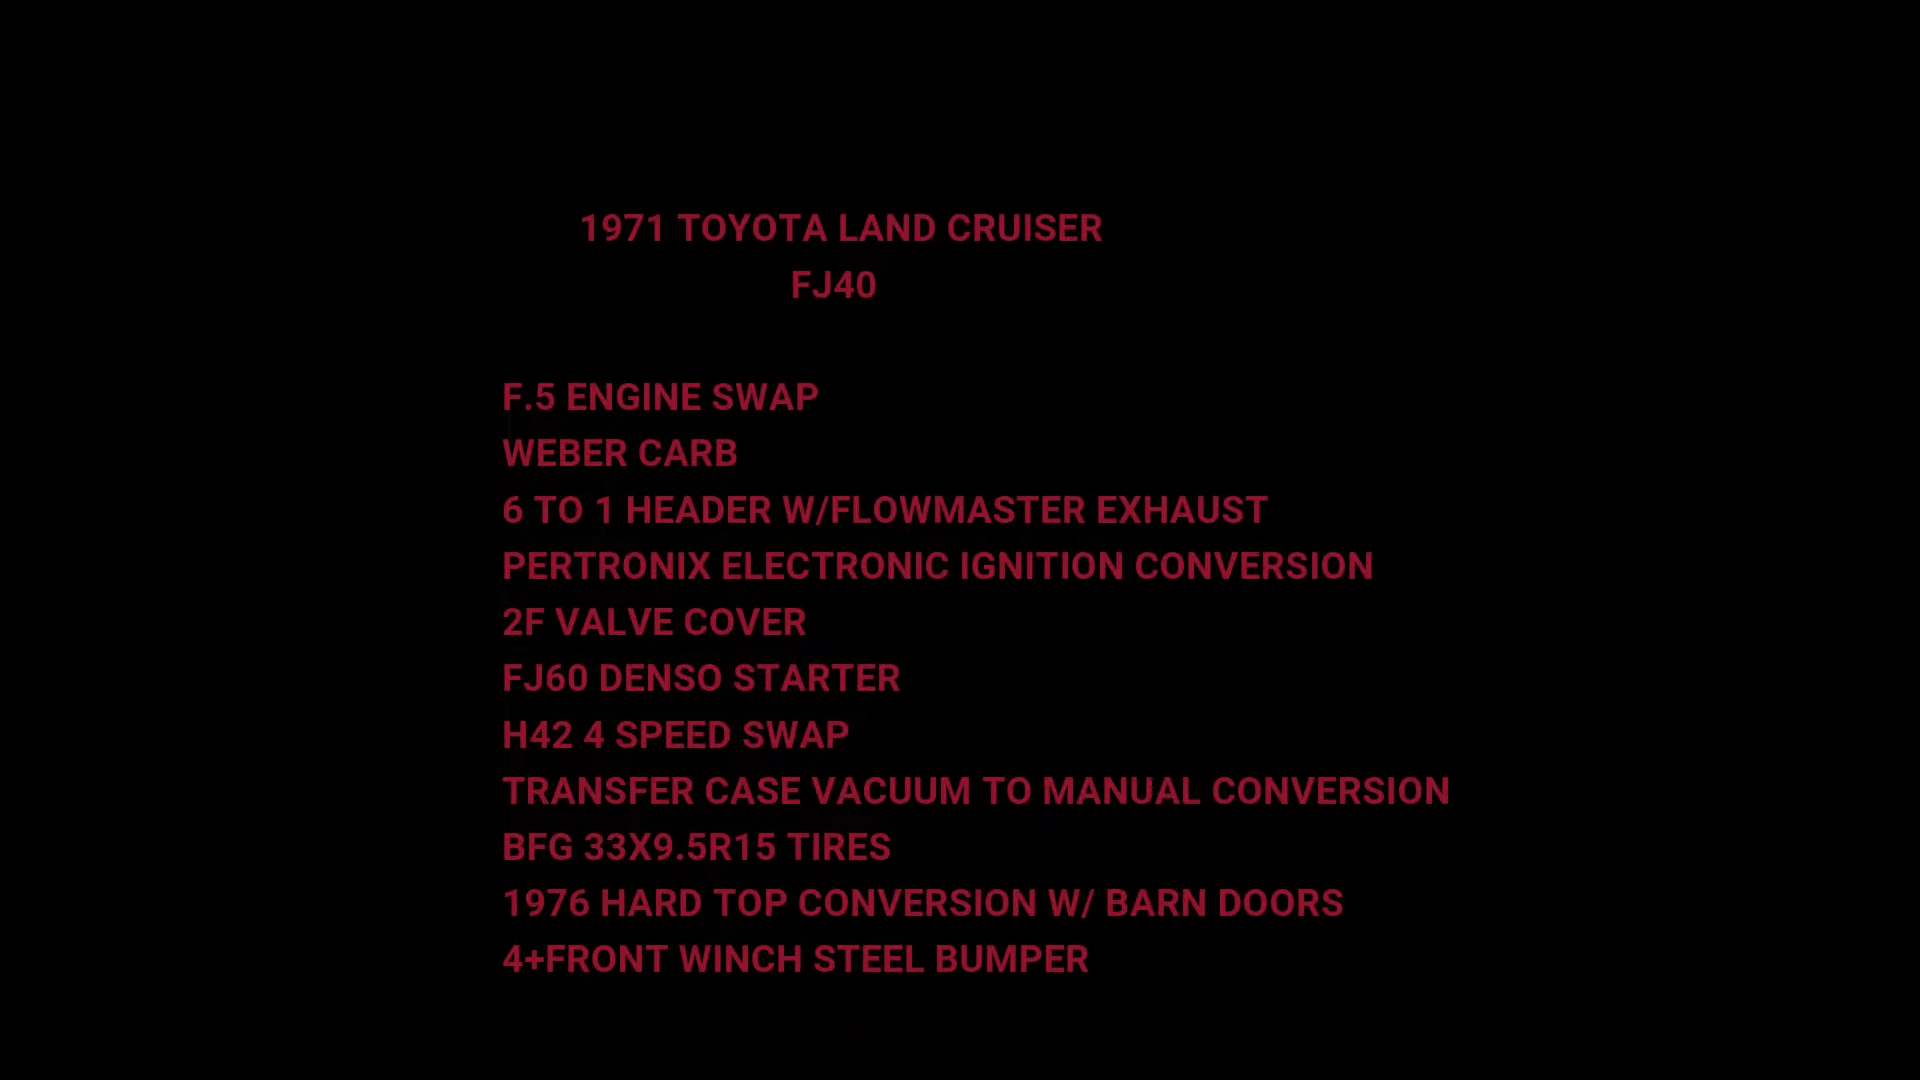 1971 TOYOTA LAND CRUISER
FJ40
F.5 ENGINE SWAP
WEBER CARB
6 TO 1 HEADER W/FLOWMASTER EXHAUST
PERTRONIX ELECTRONIC IGNITION CONVERSION
2F VALVE COVER
FJ60 DENSO STARTER
H42 4 SPEED SWAP
TRANSFER CASE VACUUM TO MANUAL CONVERSION
BFG 33X9.5R15 TIRES
1976 HARD TOP CONVERSION W/ BARN DOORS
4+FRONT WINCH STEEL BUMPER